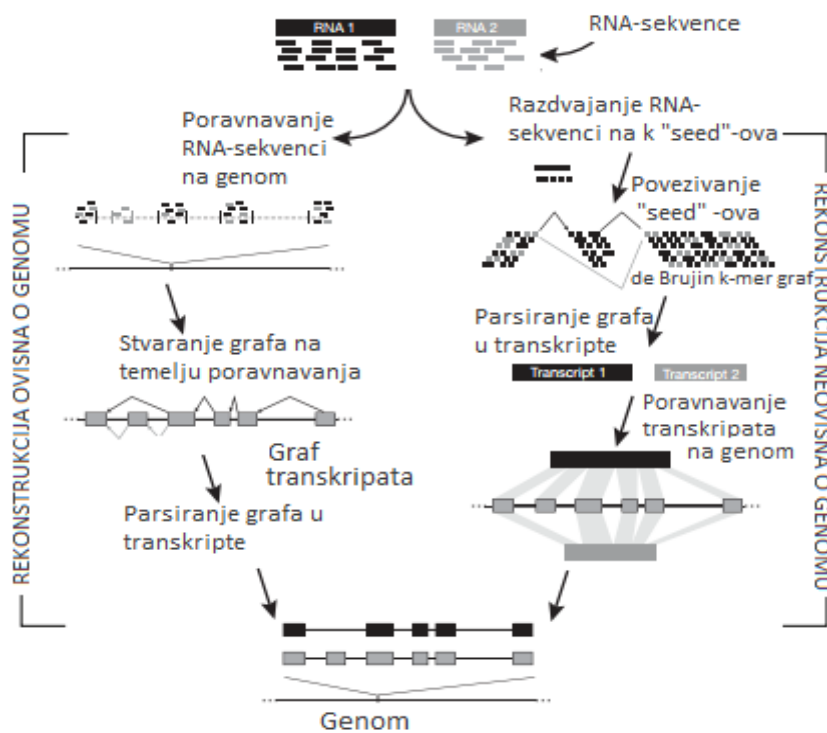 RNA 1
RNA 2
RNA-sekvence
Poravnavanje
RNA-sekvenci
na genom
Razdvajanje RNA-
sekvenci na k "seed"-ova
Povezivanje
"seed" -ova
de Brujin k-mer graf
REKONSTRUKCIJA OVISNA O GENOMU
REKONSTRUKCIJA NEOVISNA O GENOMU
Stvaranje grafa na
temelju poravnavanja
Parsiranje grafa
u transkripte
Transcript 1
Transcript 2
Graf
transkripata
Poravnavanje
transkripata
na genom
Parsiranje grafa u
transkripte
Genom